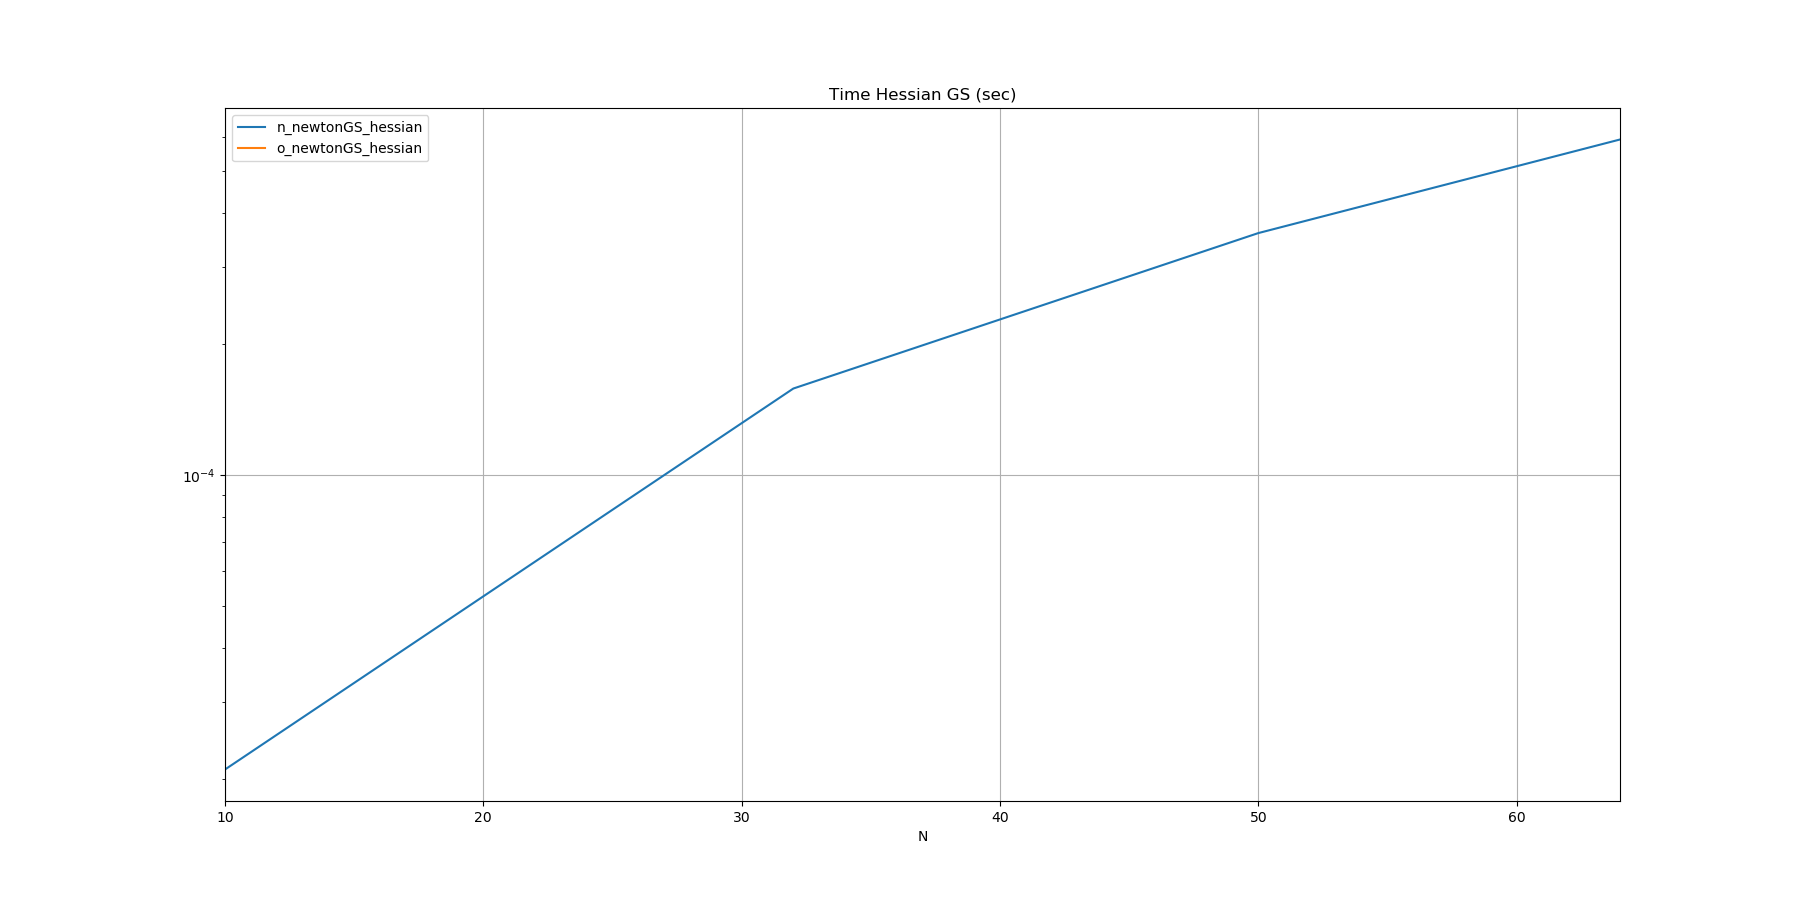 Time Hessian GS (sec)
n_newtonGS_hessian
o_newtonGS_hessian
10⁻⁴
10 20 30 40 50 60
N